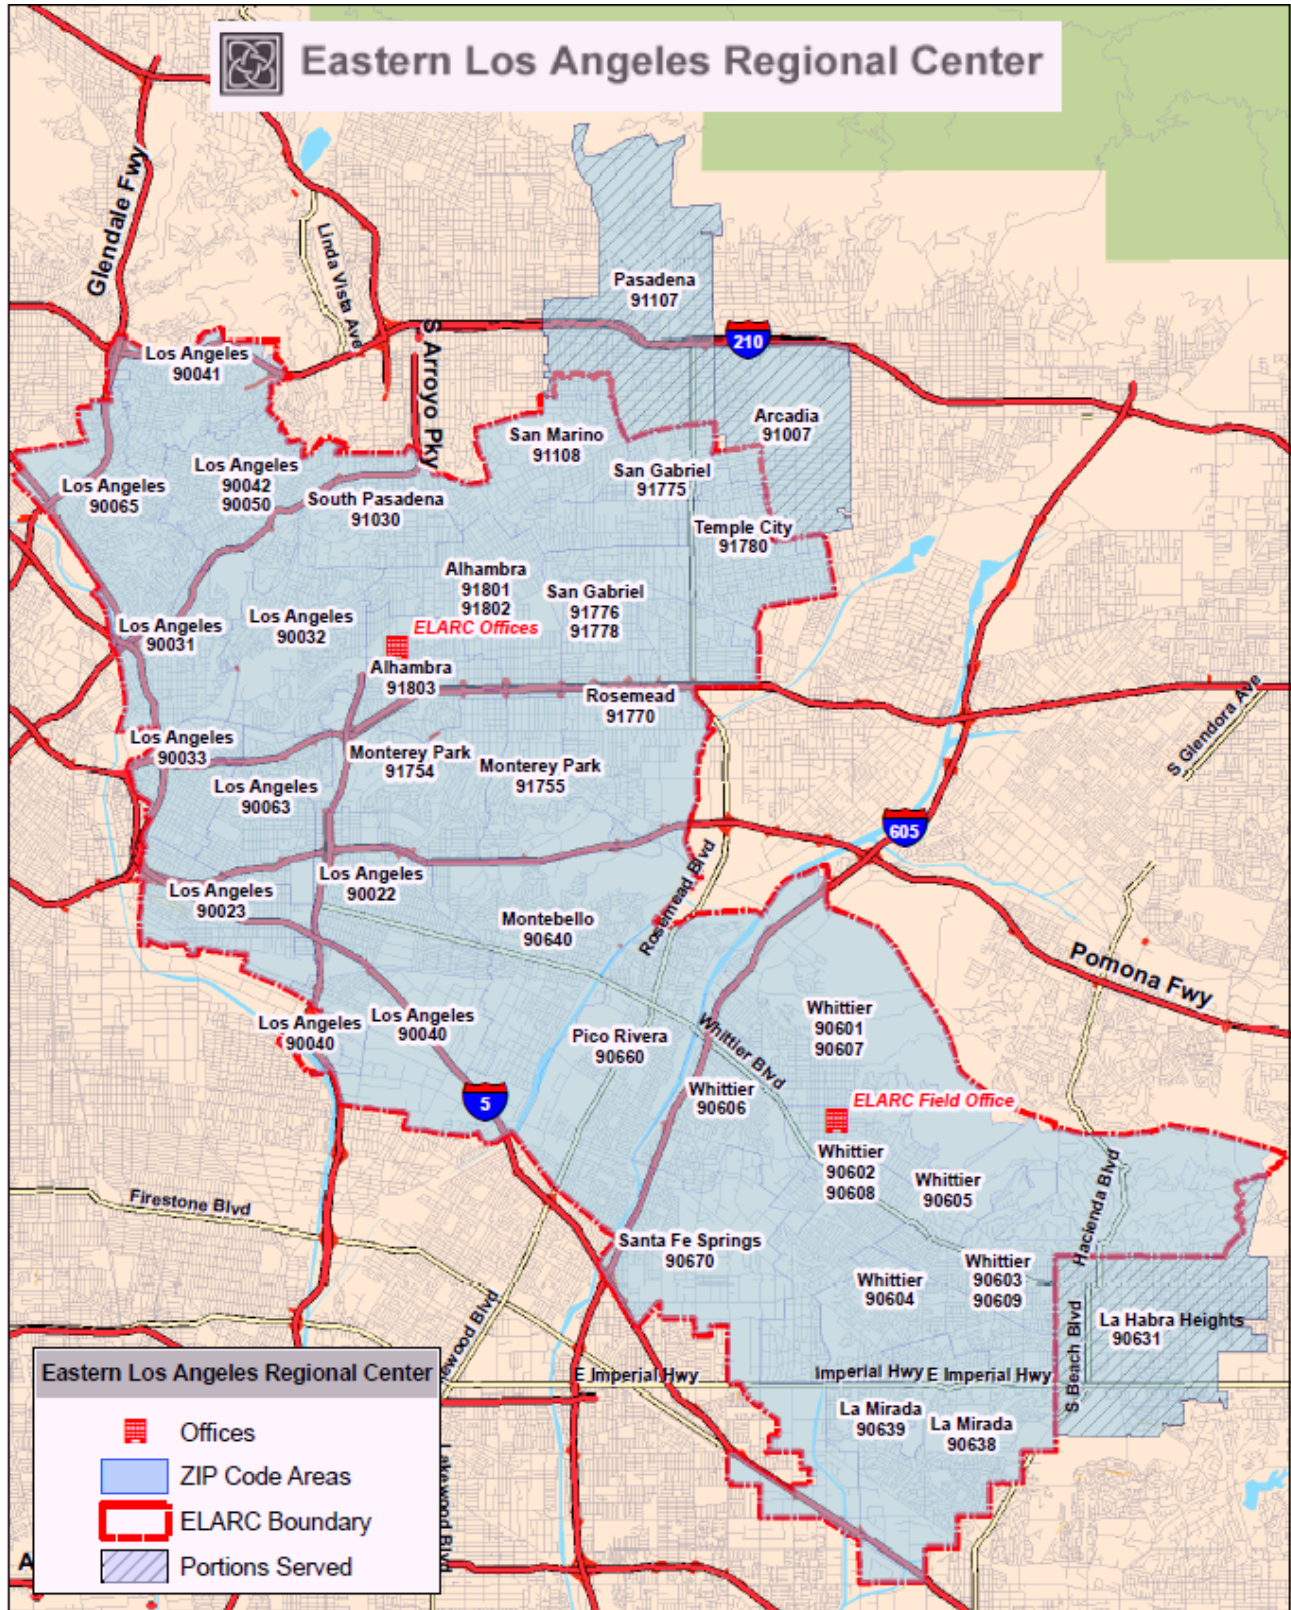 Eastern Los Angeles Regional Center
Glendale Fwy
Linda Vista Ave
S Arroyo Pky
Pasadena
91107
210
Los Angeles
90041
Arcadia
91007
San Marino
91108
San Gabriel
91775
Los Angeles
90065
Los Angeles
90042
90050
South Pasadena
91030
Temple City
91780
Alhambra
91801
91802
San Gabriel
91776
91778
ELARC Offices
Los Angeles
90031
Los Angeles
90032
Alhambra
91803
Rosemead
91770
S Glendora Ave
Los Angeles
90033
Monterey Park
91754
Monterey Park
91755
Los Angeles
90063
605
Los Angeles
90022
Los Angeles
90023
Rosemead Blvd
Montebello
90640
Pomona Fwy
Los Angeles
90040
Los Angeles
90040
Pico Rivera
90660
Whittier Blvd
Whittier
90601
90607
Whittier
90606
5
ELARC Field Office
Whittier
90602
90608
Whittier
90605
Hacienda Blvd
Firestone Blvd
Santa Fe Springs
90670
Whittier
90604
Whittier
90603
90609
La Habra Heights
90631
S Beach Blvd
ewood Blvd
E Imperial Hwy
Imperial Hwy
E Imperial Hwy
La Mirada
90639
La Mirada
90638
Lakewood Blvd
A
Eastern Los Angeles Regional Center
Offices
ZIP Code Areas
ELARC Boundary
Portions Served